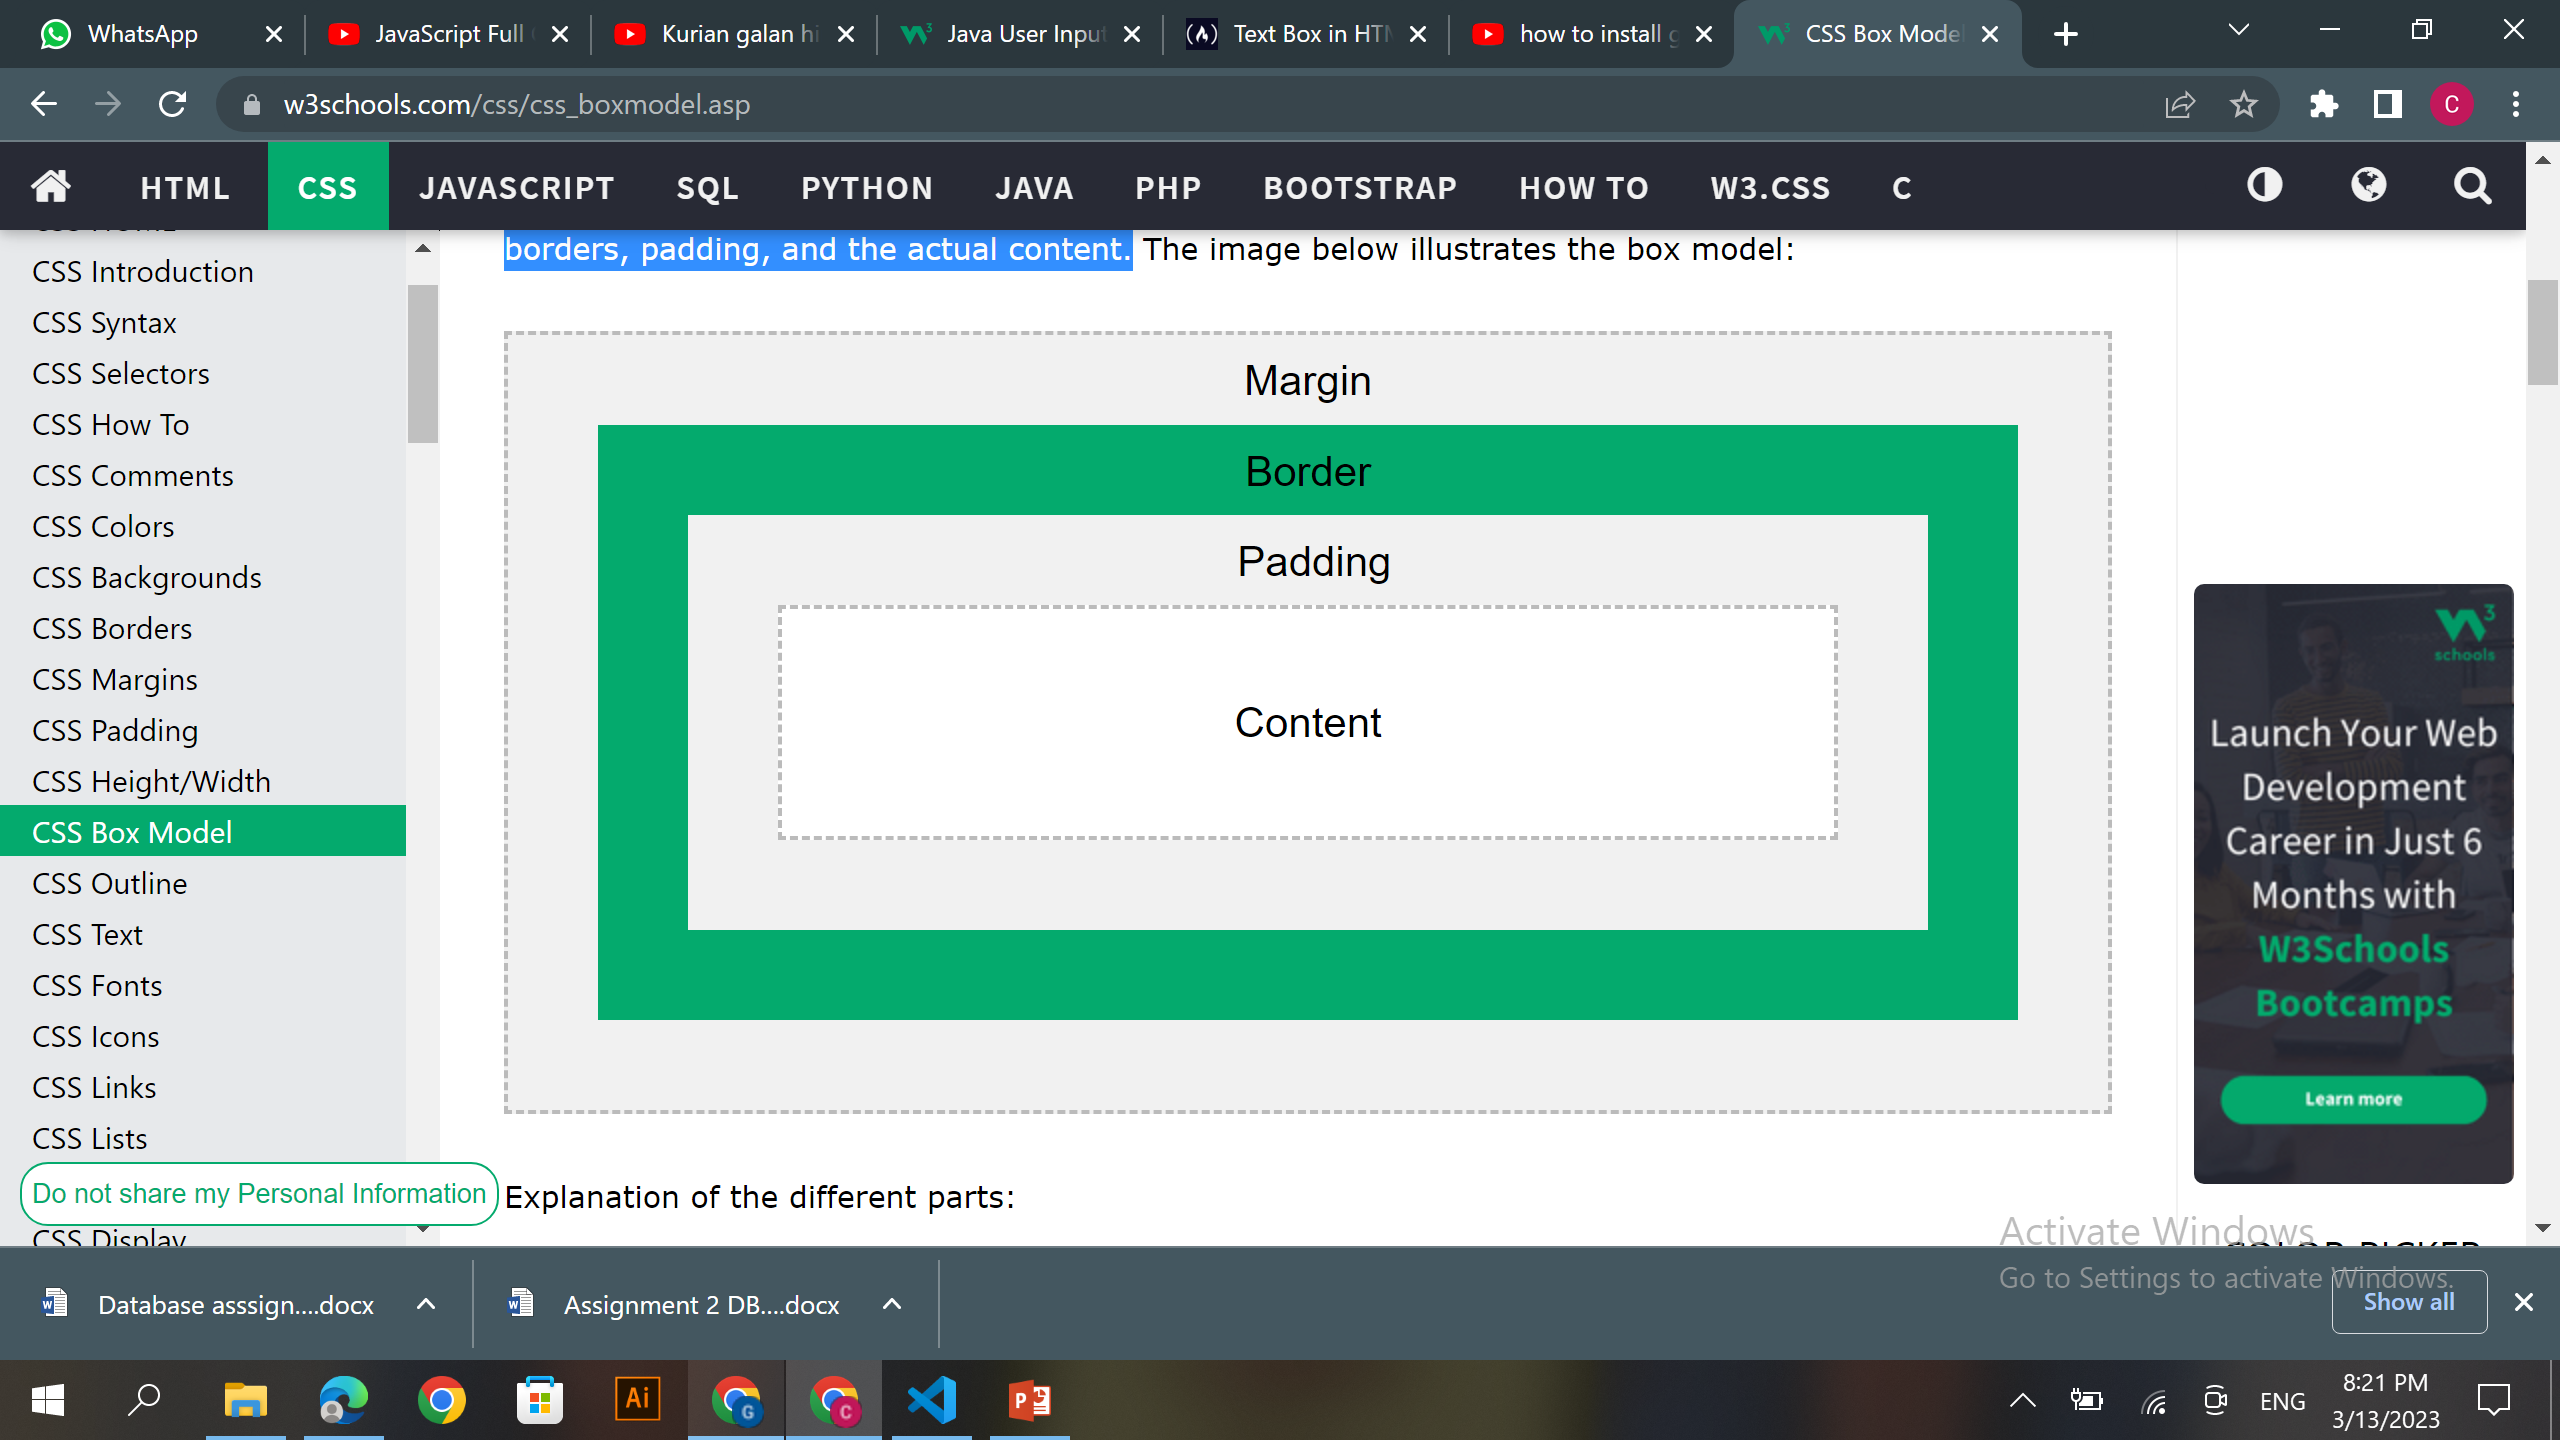 WhatsApp
JavaScript Full
Kurian galan hi
Java User Input
Text Box in HTM
how to install g
CSS Box Model
w3schools.com/css/css_boxmodel.asp
C
HTML CSS JAVASCRIPT SQL PYTHON JAVA PHP BOOTSTRAP HOW TO W3.CSS C
CSS Introduction
CSS Syntax
CSS Selectors
CSS How To
CSS Comments
CSS Colors
CSS Backgrounds
CSS Borders
CSS Margins
CSS Padding
CSS Height/Width
CSS Box Model
CSS Outline
CSS Text
CSS Fonts
CSS Icons
CSS Links
CSS Lists
Do not share my Personal Information
CSS Display
borders, padding, and the actual content. The image below illustrates the box model:
Margin
Border
Padding
Content
Explanation of the different parts:
W3
schools
Launch Your Web
Development
Career in Just 6
Months with
W3Schools
Bootcamps
Learn more
COLOR PICKER
Activate Windows
Go to Settings to activate Windows.
Database asssign....docx
Assignment 2 DB....docx
Show all
Ai
G
C
P
ENG
8:21 PM
3/13/2023